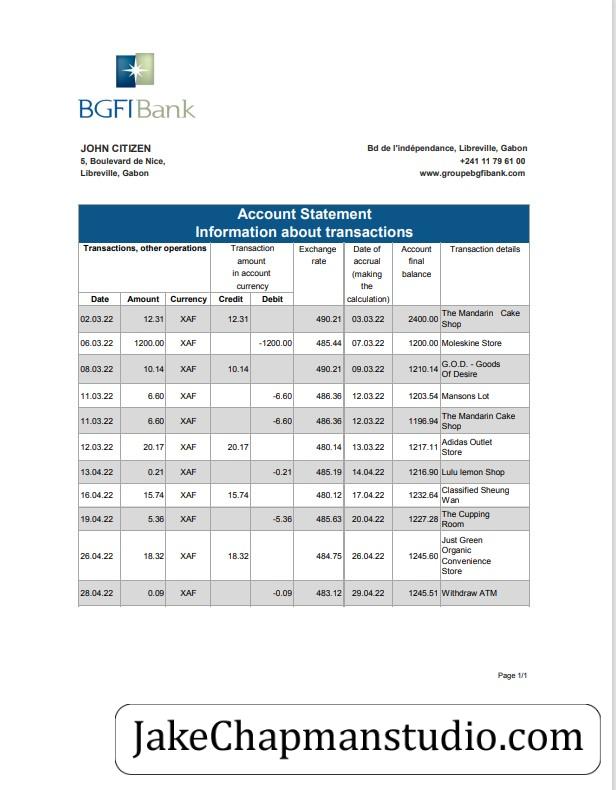 BGFIBank
JOHN CITIZEN
5, Boulevard de Nice,
Libreville, Gabon
Bd de l'indépendance, Libreville, Gabon
+241 11 79 61 00
www.groupebgfibank.com
Account Statement
Information about transactions
Transactions, other operations
Transaction
amount
in account
currency
Exchange
rate
Date of
accrual
(making
the
calculation)
Account
final
balance
Transaction details
Date Amount Currency Credit Debit
02.03.22 12.31 XAF 12.31 490.21 03.03.22 2400.00 The Mandarin Cake
Shop
06.03.22 1200.00 XAF -1200.00 485.44 07.03.22 1200.00 Moleskine Store
08.03.22 10.14 XAF 10.14 490.21 09.03.22 1210.14 G.O.D. - Goods
Of Desire
11.03.22 6.60 XAF -6.60 486.36 12.03.22 1203.54 Mansons Lot
11.03.22 6.60 XAF -6.60 486.36 12.03.22 1196.94 The Mandarin Cake
Shop
12.03.22 20.17 XAF 20.17 480.14 13.03.22 1217.11 Adidas Outlet
Store
13.04.22 0.21 XAF -0.21 485.19 14.04.22 1216.90 Lulu lemon Shop
16.04.22 15.74 XAF 15.74 480.12 17.04.22 1232.64 Classified Sheung
Wan
19.04.22 5.36 XAF -5.36 485.63 20.04.22 1227.28 The Cupping
Room
26.04.22 18.32 XAF 18.32 484.75 26.04.22 1245.60 Just Green
Organic
Convenience
Store
28.04.22 0.09 XAF -0.09 483.12 29.04.22 1245.51 Withdraw ATM
Page 1/1
JakeChapmanstudio.com